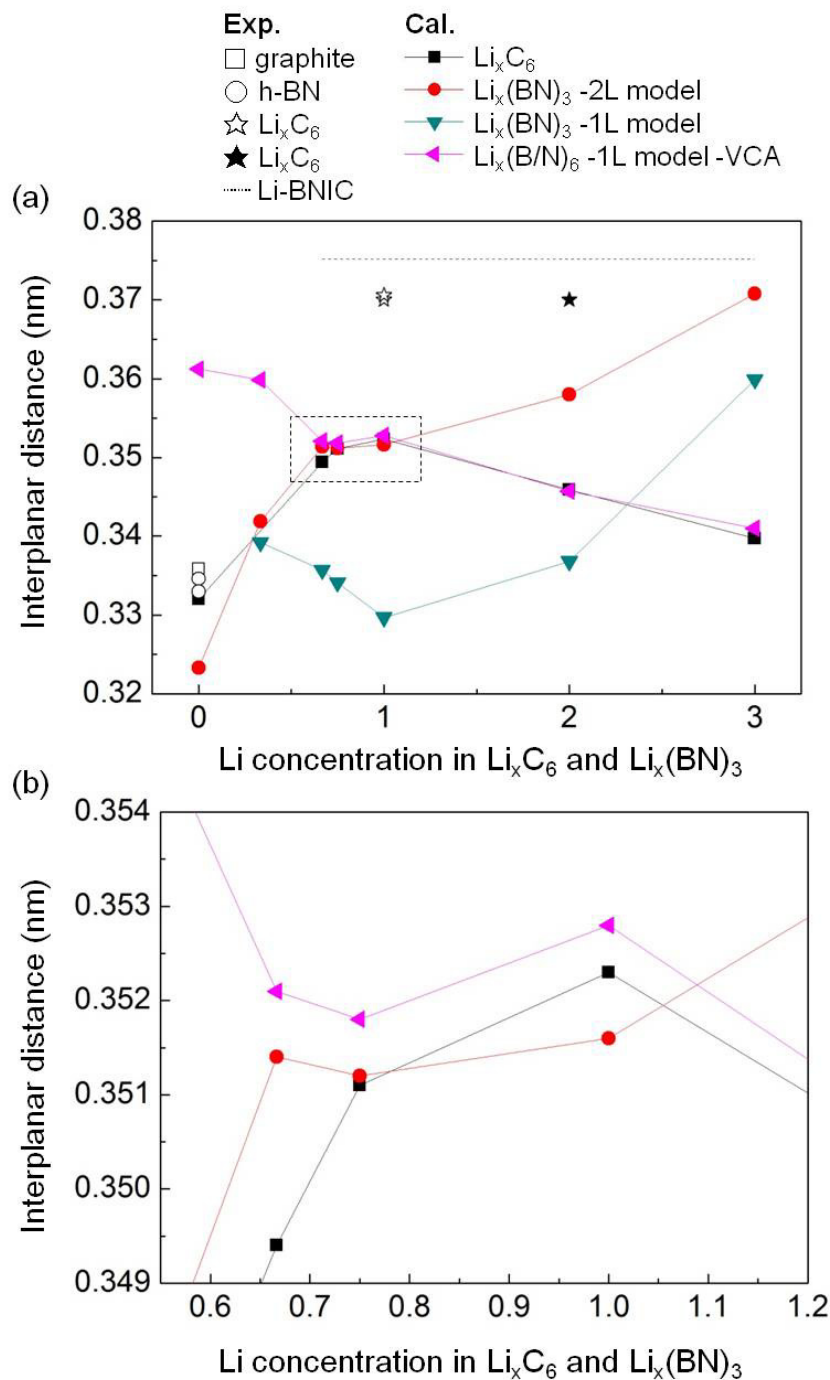 Exp. Cal.
graphite LiₓC₆
h-BN Liₓ(BN)₃ -2L model
LiₓC₆ Liₓ(BN)₃ -1L model
LiₓC₆ Liₓ(B/N)₆ -1L model -VCA
Li-BNIC
(a)
0.38
0.37
0.36
0.35
0.34
0.33
0.32
Interplanar distance (nm)
0 1 2 3
Li concentration in LiₓC₆ and Liₓ(BN)₃
(b)
0.354
0.353
0.352
0.351
0.350
0.349
Interplanar distance (nm)
0.6 0.7 0.8 0.9 1.0 1.1 1.2
Li concentration in LiₓC₆ and Liₓ(BN)₃